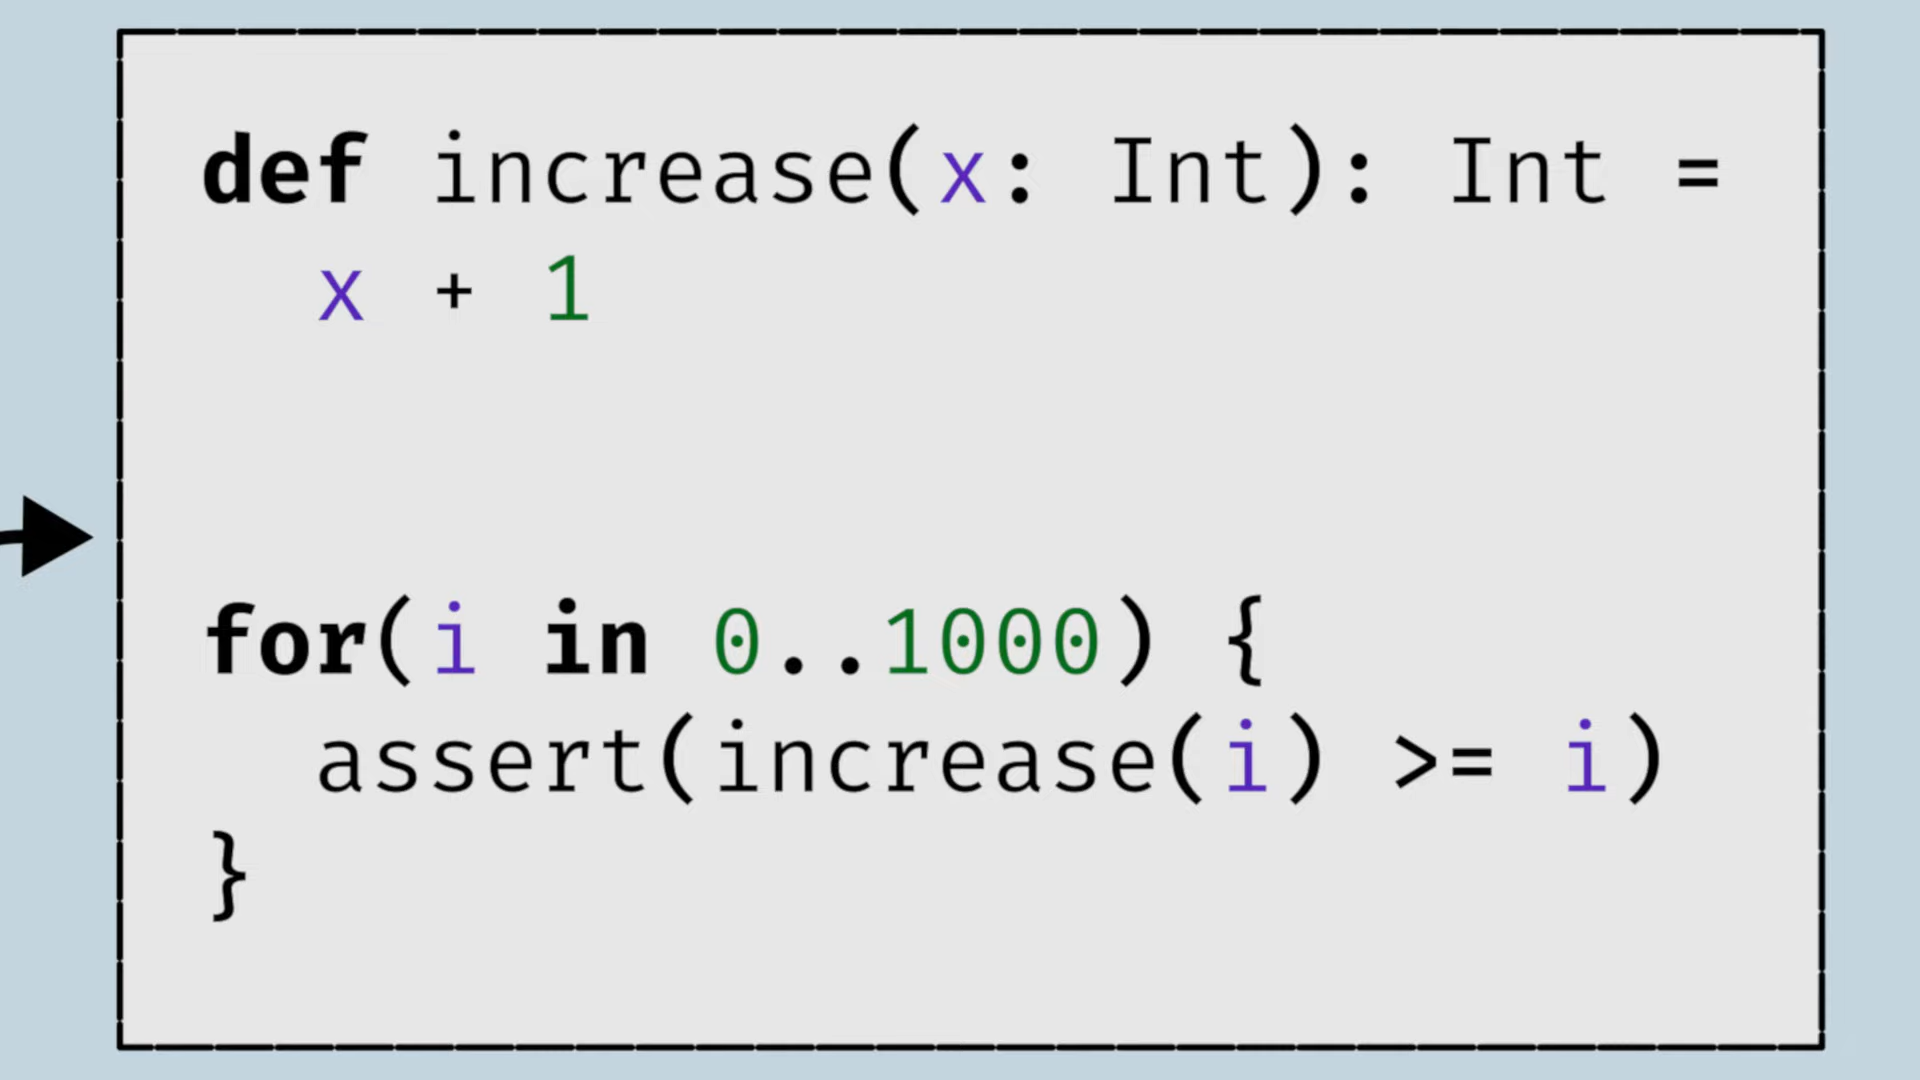 def increase(x: Int): Int =
  x + 1
for(i in 0..1000) {
  assert(increase(i) >= i)
}